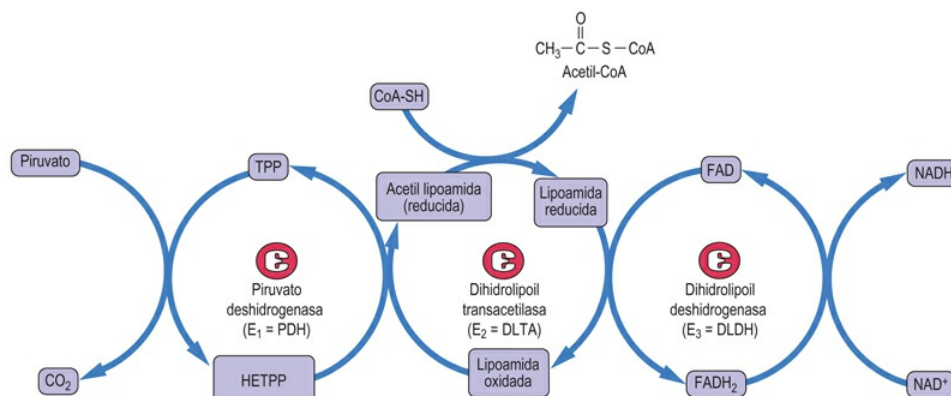 O
CH₃–C–S–CoA
Acetil-CoA
CoA-SH
Piruvato
TPP
Acetil lipoamida
(reducida)
Lipoamida
reducida
FAD
NADH
Є
Piruvato
deshidrogenasa
(E₁ = PDH)
Є
Dihidrolipoil
transacetilasa
(E₂ = DLTA)
Є
Dihidrolipoil
deshidrogenasa
(E₃ = DLDH)
CO₂
HETPP
Lipoamida
oxidada
FADH₂
NAD⁺